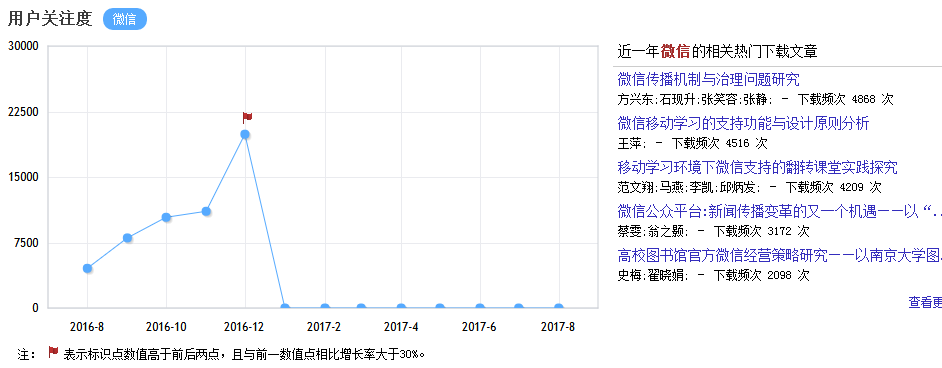 用户关注度 微信
30000
22500
15000
7500
0
2016-8 2016-10 2016-12 2017-2 2017-4 2017-6 2017-8
注： 表示标识点数值高于前后两点，且与前一数值点相比增长率大于30%。
近一年微信的相关热门下载文章
微信传播机制与治理问题研究
方兴东;石现升;张笑容;张静; - 下载频次 4868 次
微信移动学习的支持功能与设计原则分析
王萍; - 下载频次 4516 次
移动学习环境下微信支持的翻转课堂实践探究
范文翔;马燕;李凯;邱炳发; - 下载频次 4209 次
微信公众平台:新闻传播变革的又一个机遇——以“..
蔡雯;翁之颢; - 下载频次 3172 次
高校图书馆官方微信经营策略研究——以南京大学图.
史梅;翟晓娟; - 下载频次 2098 次
查看更